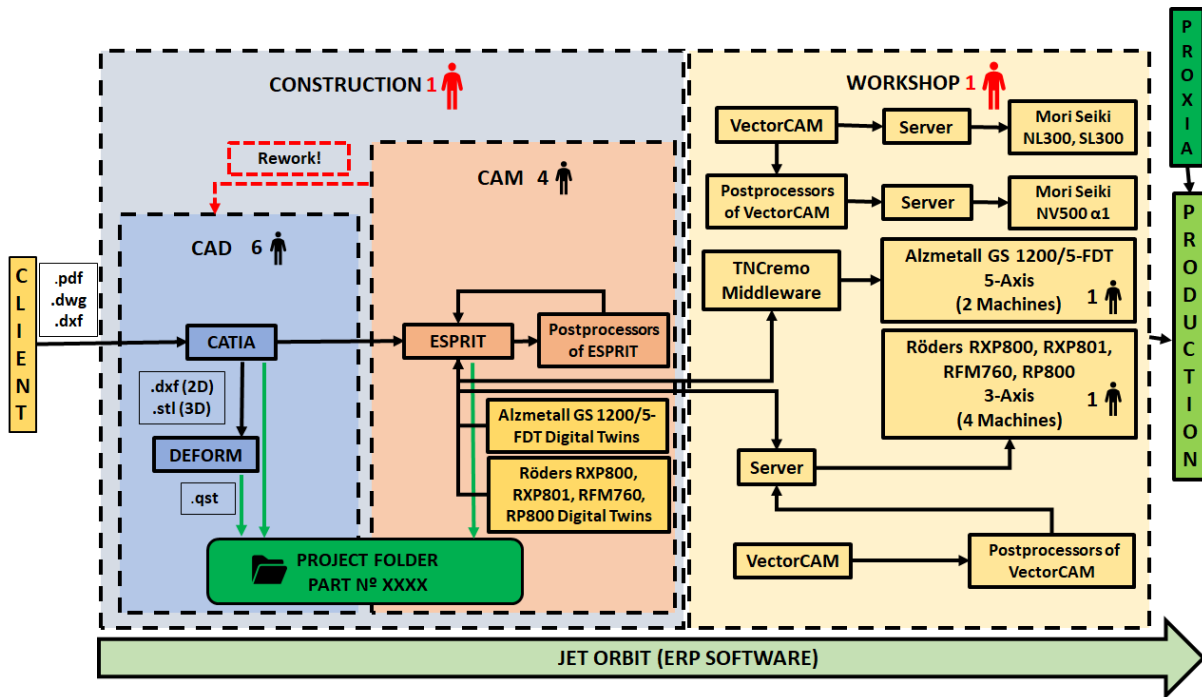 CLIENT
.pdf
.dwg
.dxf
CONSTRUCTION 1
Rework!
CAD 6
CATIA
.dxf (2D)
.stl (3D)
DEFORM
.qst
CAM 4
ESPRIT
Postprocessors
of ESPRIT
Alzmetall GS 1200/5-
FDT Digital Twins
Röders RXP800,
RXP801, RFM760,
RP800 Digital Twins
PROJECT FOLDER
PART Nº XXXX
WORKSHOP 1
VectorCAM
Server
Mori Seiki
NL300, SL300
Postprocessors
of VectorCAM
Server
Mori Seiki
NV500 α1
TNCremo
Middleware
Alzmetall GS 1200/5-FDT
5-Axis
(2 Machines) 1
Röders RXP800, RXP801,
RFM760, RP800
3-Axis
(4 Machines) 1
Server
VectorCAM
Postprocessors of
VectorCAM
PROXIA
PRODUCTION
JET ORBIT (ERP SOFTWARE)